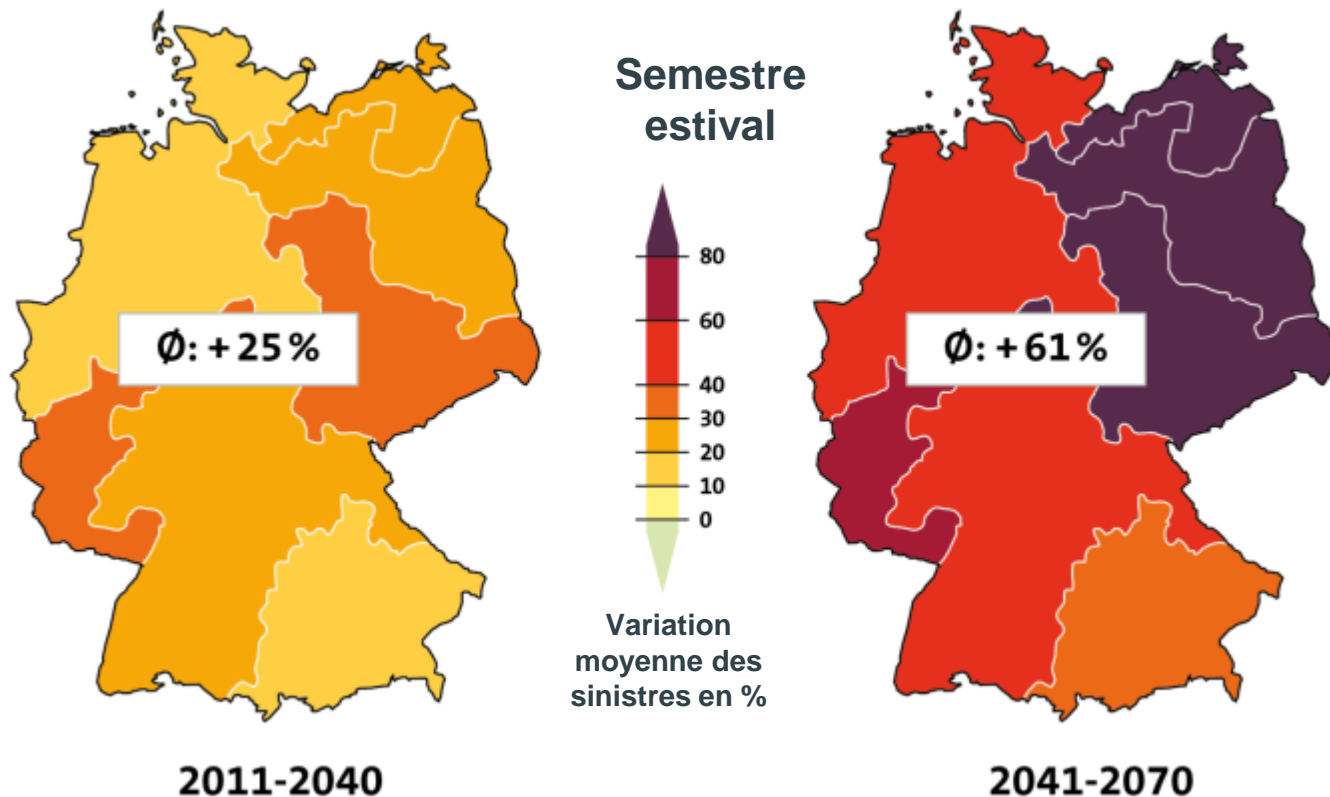 Semestre
estival
80
60
40
30
20
10
0
Ø: +25%
Ø: +61%
Variation
moyenne des
sinistres en %
2011-2040
2041-2070